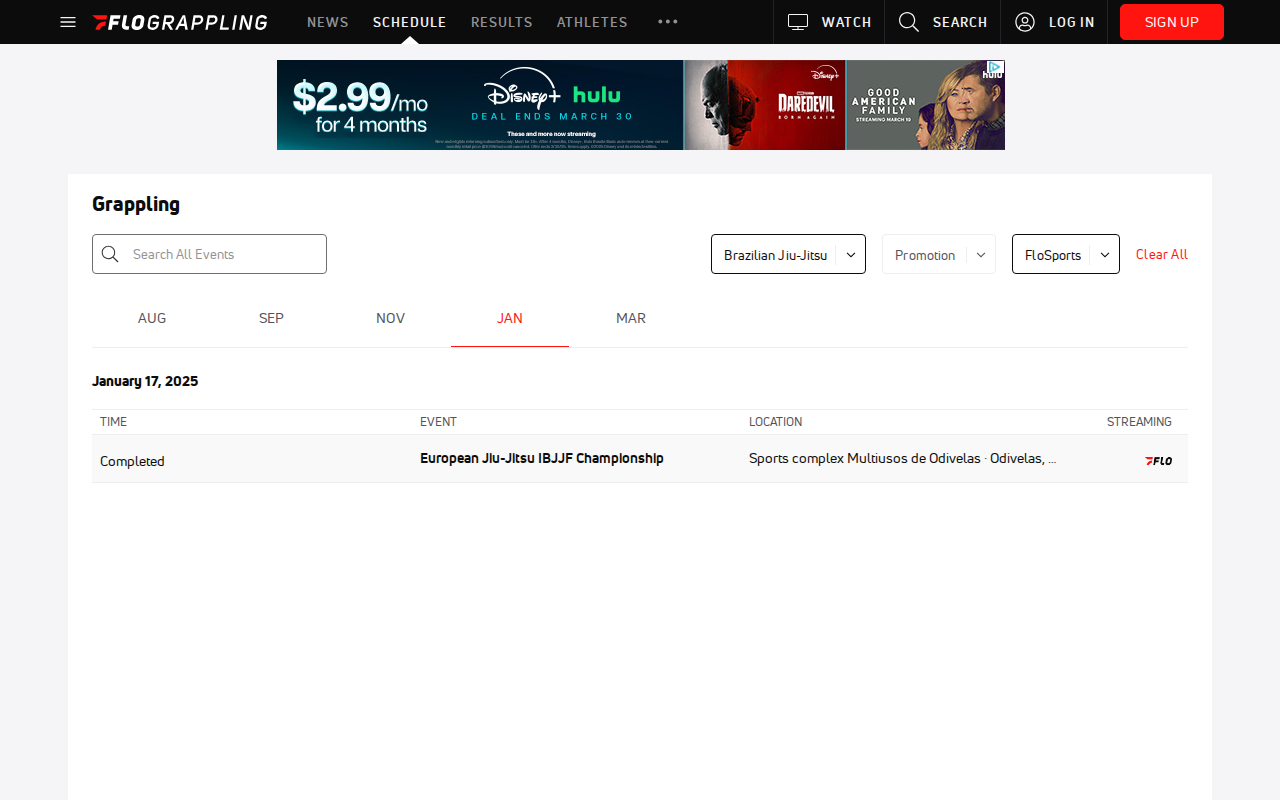 FLOGRAPPLING NEWS SCHEDULE RESULTS ATHLETES WATCH SEARCH LOG IN SIGN UP
$2.99/mo
for 4 months
Disney+ hulu
DEAL ENDS MARCH 30
These and more now streaming
Disney+
DAREDEVIL
BORN AGAIN
hulu
GOOD
AMERICAN
FAMILY
STREAMING MARCH 19
Grappling
Search All Events
Brazilian Jiu-Jitsu Promotion FloSports Clear All
AUG SEP NOV JAN MAR
January 17, 2025
TIME EVENT LOCATION STREAMING
Completed European Jiu-Jitsu IBJJF Championship Sports complex Multiusos de Odivelas · Odivelas, ... FLO